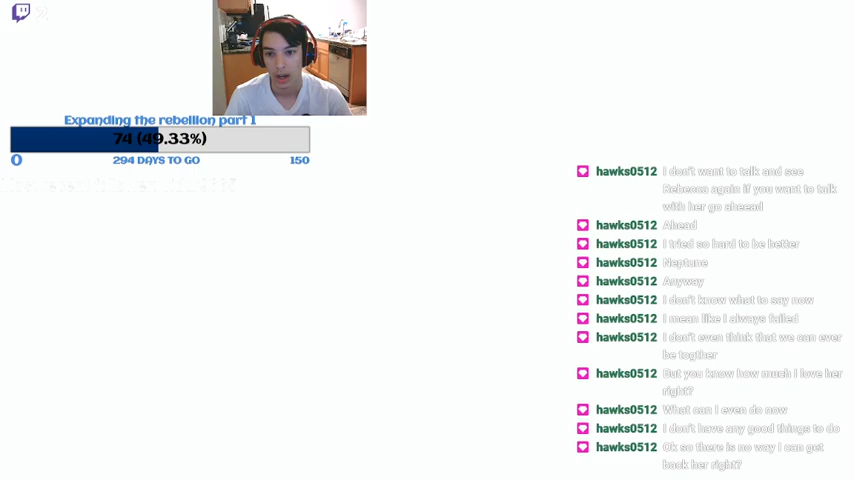 Expanding the rebellion part 1
74 (49.33%)
0 294 DAYS TO GO 150
hawks0512 I don't want to talk and see
Rebecca again if you want to talk
with her go aheead
hawks0512 Ahead
hawks0512 I tried so hard to be better
hawks0512 Neptune
hawks0512 Anyway
hawks0512 I don't know what to say now
hawks0512 I mean like I always failed
hawks0512 I don't even think that we can ever
be togther
hawks0512 But you know how much I love her
right?
hawks0512 What can I even do now
hawks0512 I don't have any good things to do
hawks0512 Ok so there is no way I can get
back her right?